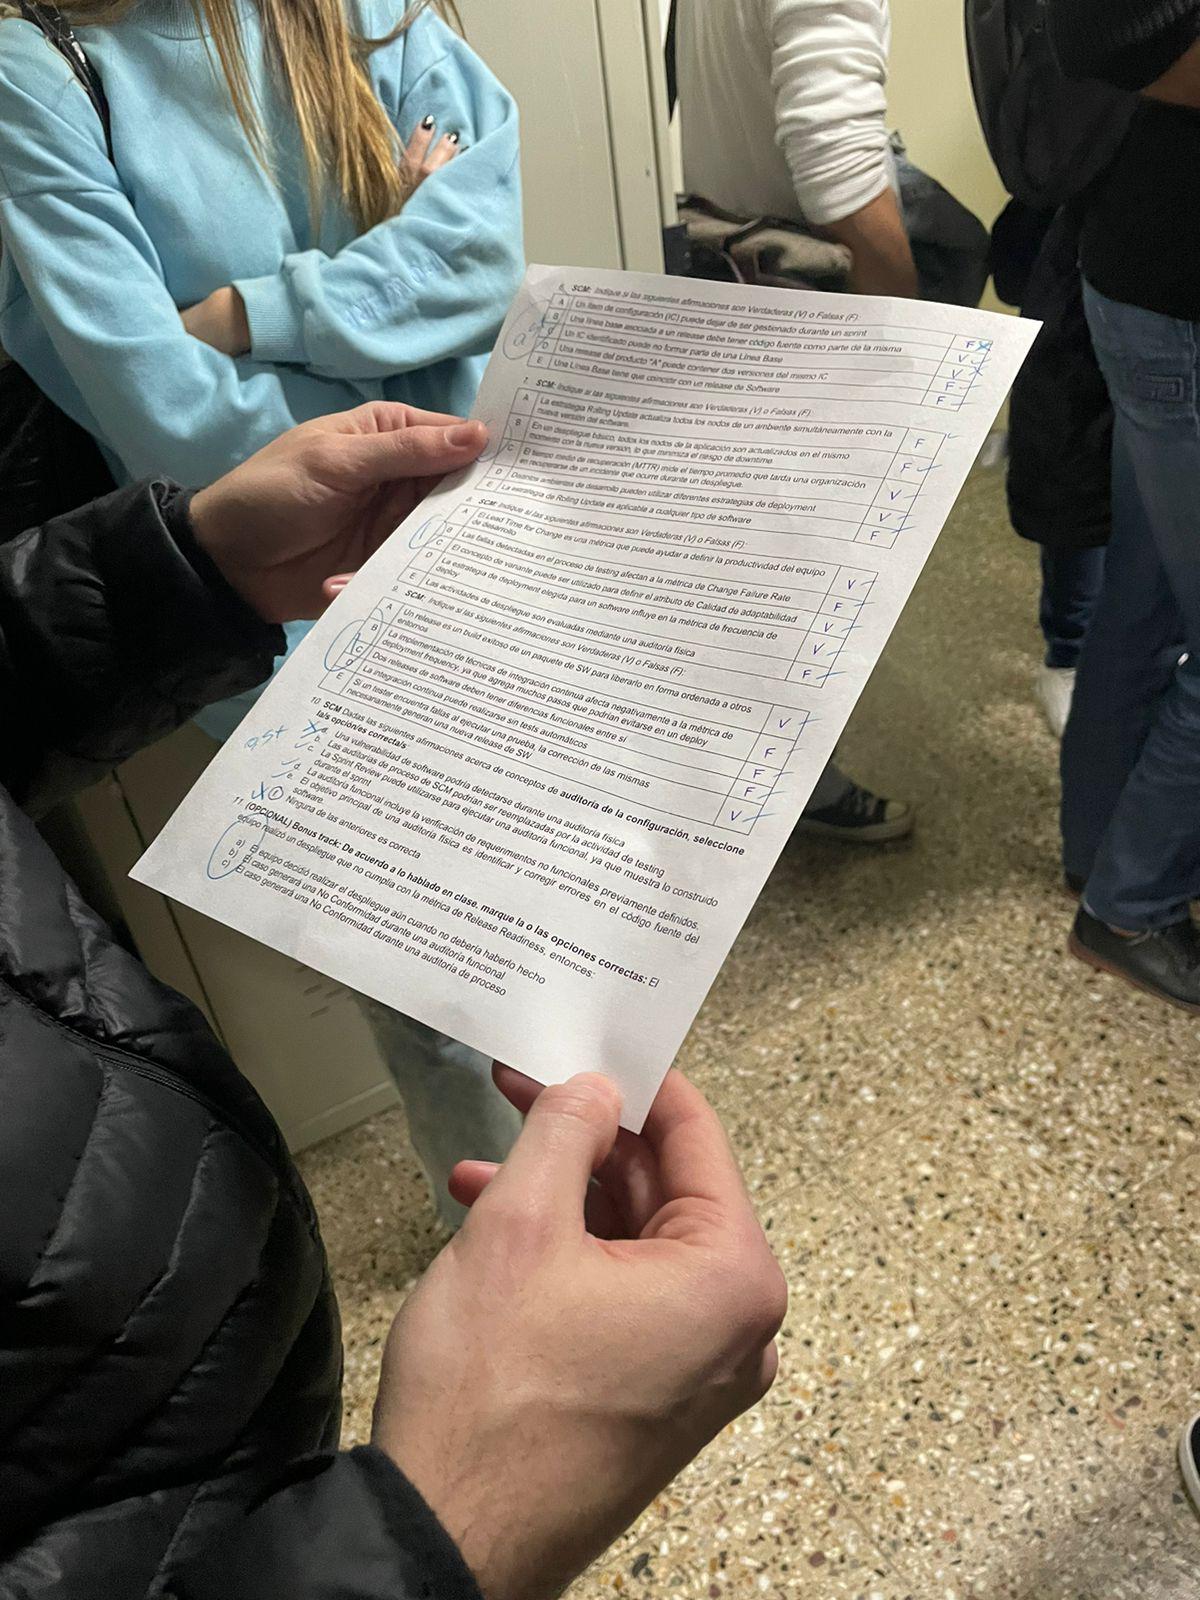 6. SCM: Indique si las siguientes afirmaciones son Verdaderas (V) o Falsas (F):
A Un ítem de configuración (IC) puede dejar de ser gestionado durante un sprint F
B Una línea base asociada a un release debe tener código fuente como parte de la misma V
C Un IC identificado puede no formar parte de una Línea Base V
D Una release del producto "A" puede contener dos versiones del mismo IC F
E Una Línea Base tiene que coincidir con un release de Software F
7. SCM: Indique si las siguientes afirmaciones son Verdaderas (V) o Falsas (F):
A La estrategia Rolling Update actualiza todos los nodos de un ambiente simultáneamente con la
nueva versión del software. F
B En un despliegue básico, todos los nodos de la aplicación son actualizados en el mismo
momento con la nueva versión, lo que minimiza el riesgo de downtime. F
C El tiempo medio de recuperación (MTTR) mide el tiempo promedio que tarda una organización
en recuperarse de un incidente que ocurre durante un despliegue. V
D Distintos ambientes de desarrollo pueden utilizar diferentes estrategias de deployment V
E La estrategia de Rolling Update es aplicable a cualquier tipo de software F
8. SCM: Indique si las siguientes afirmaciones son Verdaderas (V) o Falsas (F):
A El Lead Time for Change es una métrica que puede ayudar a definir la productividad del equipo
de desarrollo V
B Las fallas detectadas en el proceso de testing afectan a la métrica de Change Failure Rate F
C El concepto de variante puede ser utilizado para definir el atributo de Calidad de adaptabilidad V
D La estrategia de deployment elegida para un software influye en la métrica de frecuencia de
deploy V
E Las actividades de despliegue son evaluadas mediante una auditoría física F
9. SCM: Indique si las siguientes afirmaciones son Verdaderas (V) o Falsas (F):
A Un release es un build exitoso de un paquete de SW para liberarlo en forma ordenada a otros
entornos V
B La implementación de técnicas de integración continua afecta negativamente a la métrica de
deployment frequency, ya que agrega muchos pasos que podrían evitarse en un deploy F
C Dos releases de software deben tener diferencias funcionales entre sí F
D La integración continua puede realizarse sin tests automáticos F
E Si un tester encuentra fallas al ejecutar una prueba, la corrección de las mismas
necesariamente generan una nueva release de SW V
10. SCM Dadas las siguientes afirmaciones acerca de conceptos de auditoría de la configuración, seleccione
la/s opción/es correcta/s:
a. Una vulnerabilidad de software podría detectarse durante una auditoría física
b. Las auditorías de proceso de SCM podrían ser reemplazadas por la actividad de testing
c. La Sprint Review puede utilizarse para ejecutar una auditoría funcional, ya que muestra lo construido
durante el sprint
d. La auditoría funcional incluye la verificación de requerimientos no funcionales previamente definidos.
e. El objetivo principal de una auditoría física es identificar y corregir errores en el código fuente del
software.
f. Ninguna de las anteriores es correcta
11. (OPCIONAL) Bonus track: De acuerdo a lo hablado en clase, marque la o las opciones correctas: El
equipo realizó un despliegue que no cumplía con la métrica de Release Readiness, entonces:
a) El equipo decidió realizar el despliegue aún cuando no debería haberlo hecho
b) El caso generará una No Conformidad durante una auditoría funcional
c) El caso generará una No Conformidad durante una auditoría de proceso